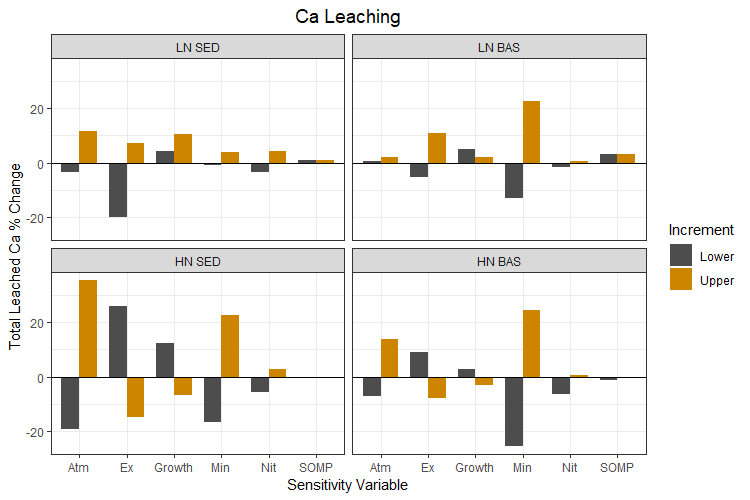 Ca Leaching
LN SED
LN BAS
20
0
-20
HN SED
HN BAS
20
0
-20
Atm Ex Growth Min Nit SOMP
Atm Ex Growth Min Nit SOMP
Sensitivity Variable
Total Leached Ca % Change
Increment
Lower
Upper